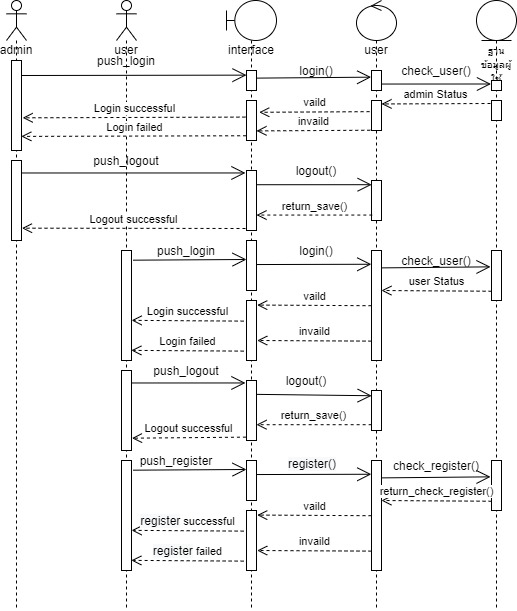 admin
user
interface
user
ฐาน
ข้อมูลผู้
ใช้
push_login
login()
check_user()
admin Status
Login successful
vaild
Login failed
invaild
push_logout
logout()
return_save()
Logout successful
push_login
login()
check_user()
user Status
vaild
Login successful
invaild
Login failed
push_logout
logout()
return_save()
Logout successful
push_register
register()
check_register()
return_check_register()
vaild
register successful
invaild
register failed